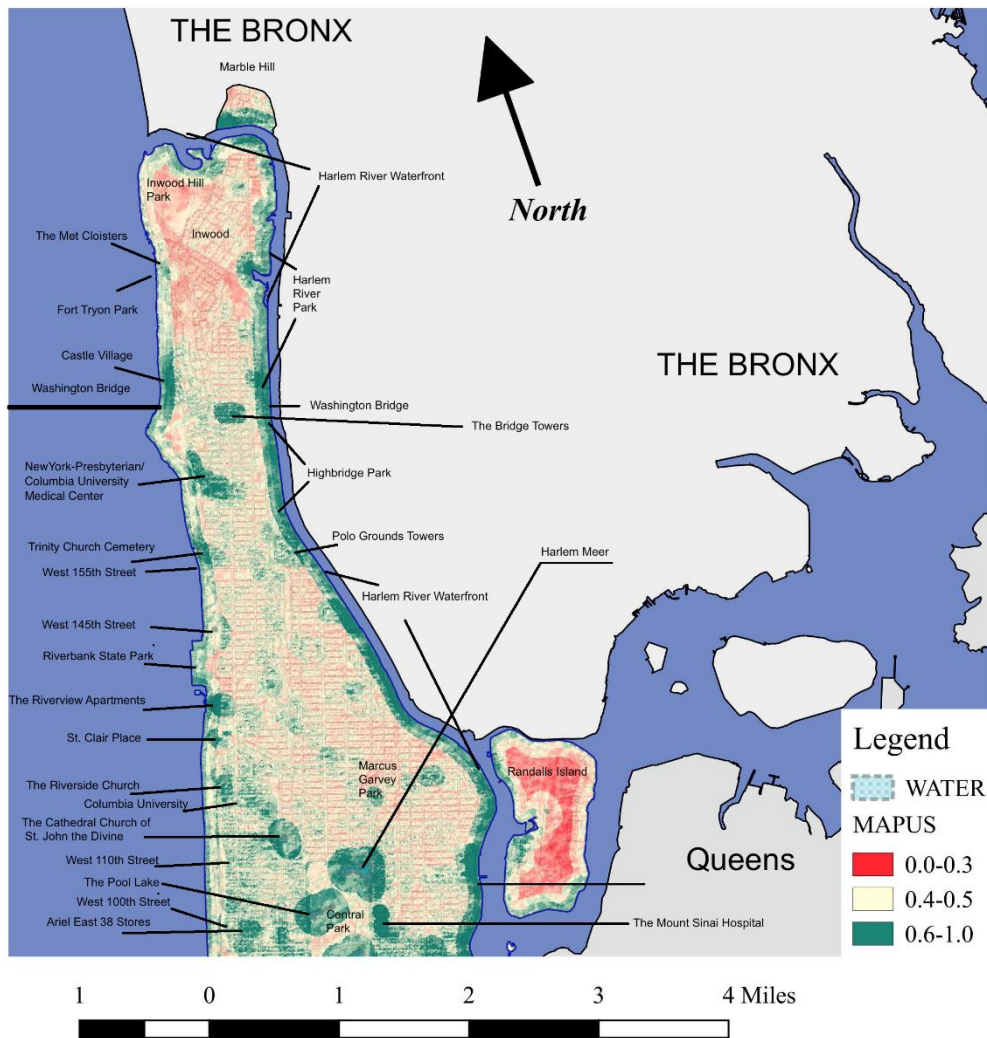 THE BRONX
Marble Hill
Inwood Hill
Park
Harlem River Waterfront
North
Inwood
The Met Cloisters
Harlem
River
Park
Fort Tryon Park
Castle Village
THE BRONX
Washington Bridge
Washington Bridge
The Bridge Towers
NewYork-Presbyterian/
Columbia University
Medical Center
Highbridge Park
Polo Grounds Towers
Harlem Meer
Trinity Church Cemetery
West 155th Street
Harlem River Waterfront
West 145th Street
Riverbank State Park
The Riverview Apartments
St. Clair Place
Marcus
Garvey
Park
Randalls Island
The Riverside Church
Columbia University
The Cathedral Church of
St. John the Divine
West 110th Street
The Pool Lake
West 100th Street
Ariel East 38 Stores
Central
Park
The Mount Sinai Hospital
Queens
Legend
WATER
MAPUS
0.0-0.3
0.4-0.5
0.6-1.0
1 0 1 2 3 4 Miles